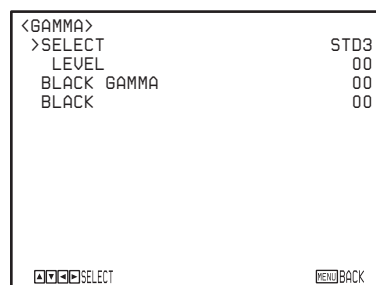 <GAMMA>
>SELECT STD3
LEVEL 00
BLACK GAMMA 00
BLACK 00
▲▼◄►SELECT MENU BACK